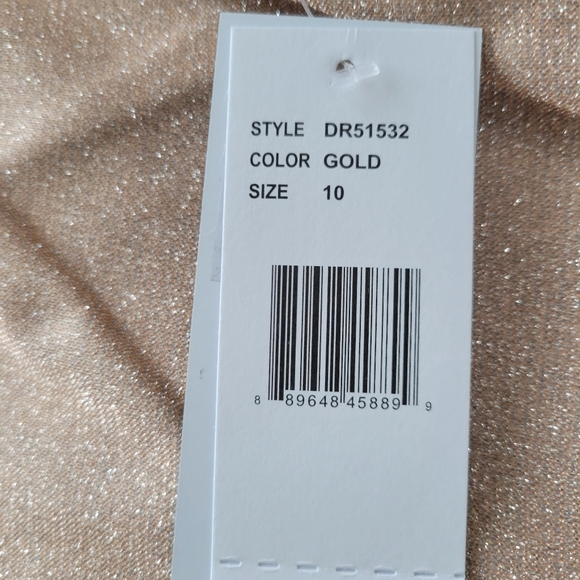 STYLE DR51532
COLOR GOLD
SIZE 10
8 89648 45889 9